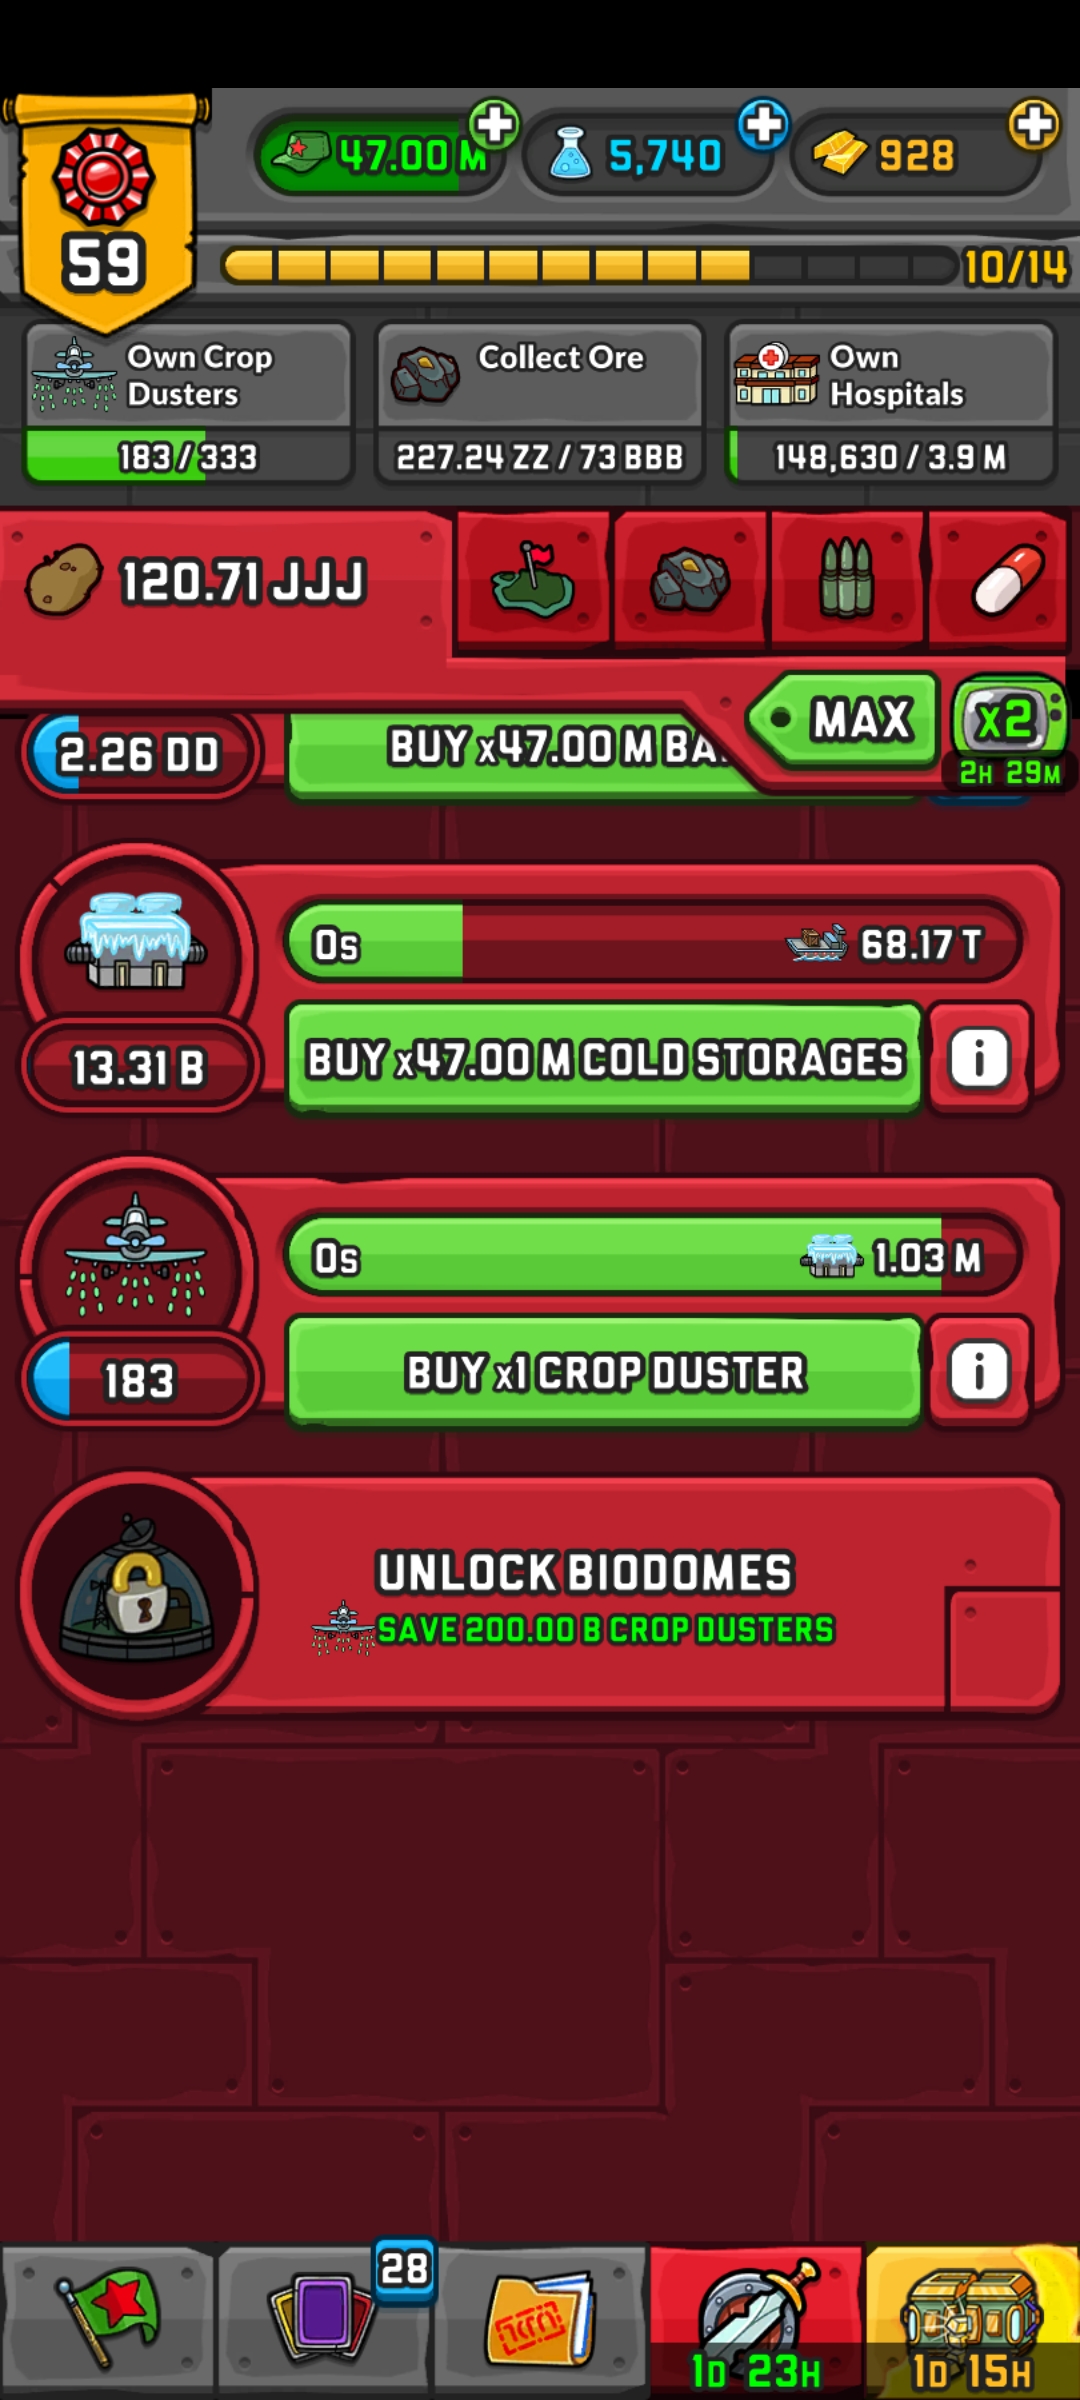 47.00 M
5,740
928
59
10/14
Own Crop
Dusters
183 / 333
Collect Ore
227.24 ZZ / 73 BBB
Own
Hospitals
148,630 / 3.9 M
120.71 JJJ
MAX
x2
2H 29M
2.26 DD
BUY x47.00 M
0s
68.17 T
13.31 B
BUY x47.00 M COLD STORAGES
i
0s
1.03 M
183
BUY x1 CROP DUSTER
i
UNLOCK BIODOMES
SAVE 200.00 B CROP DUSTERS
28
1D 23H
1D 15H